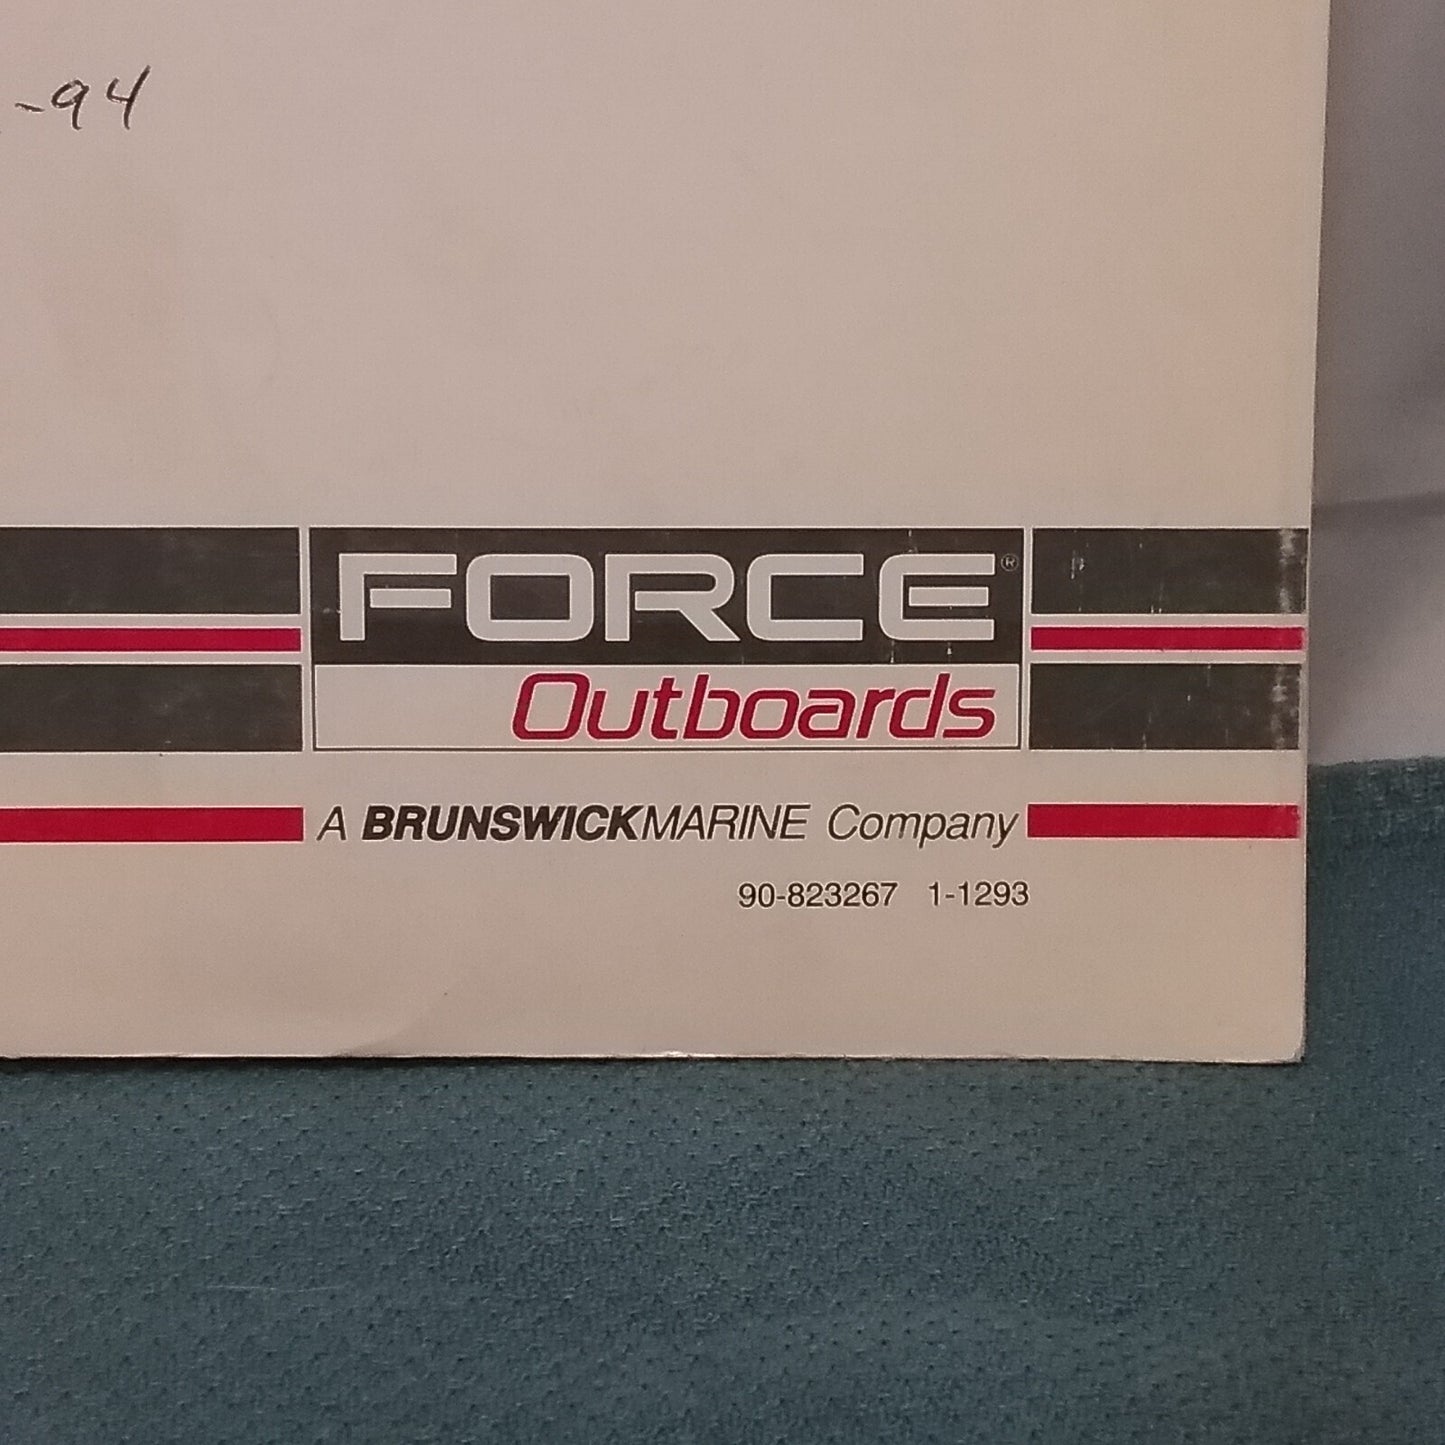 -94
FORCE®
Outboards
A BRUNSWICKMARINE Company
90-823267 1-1293